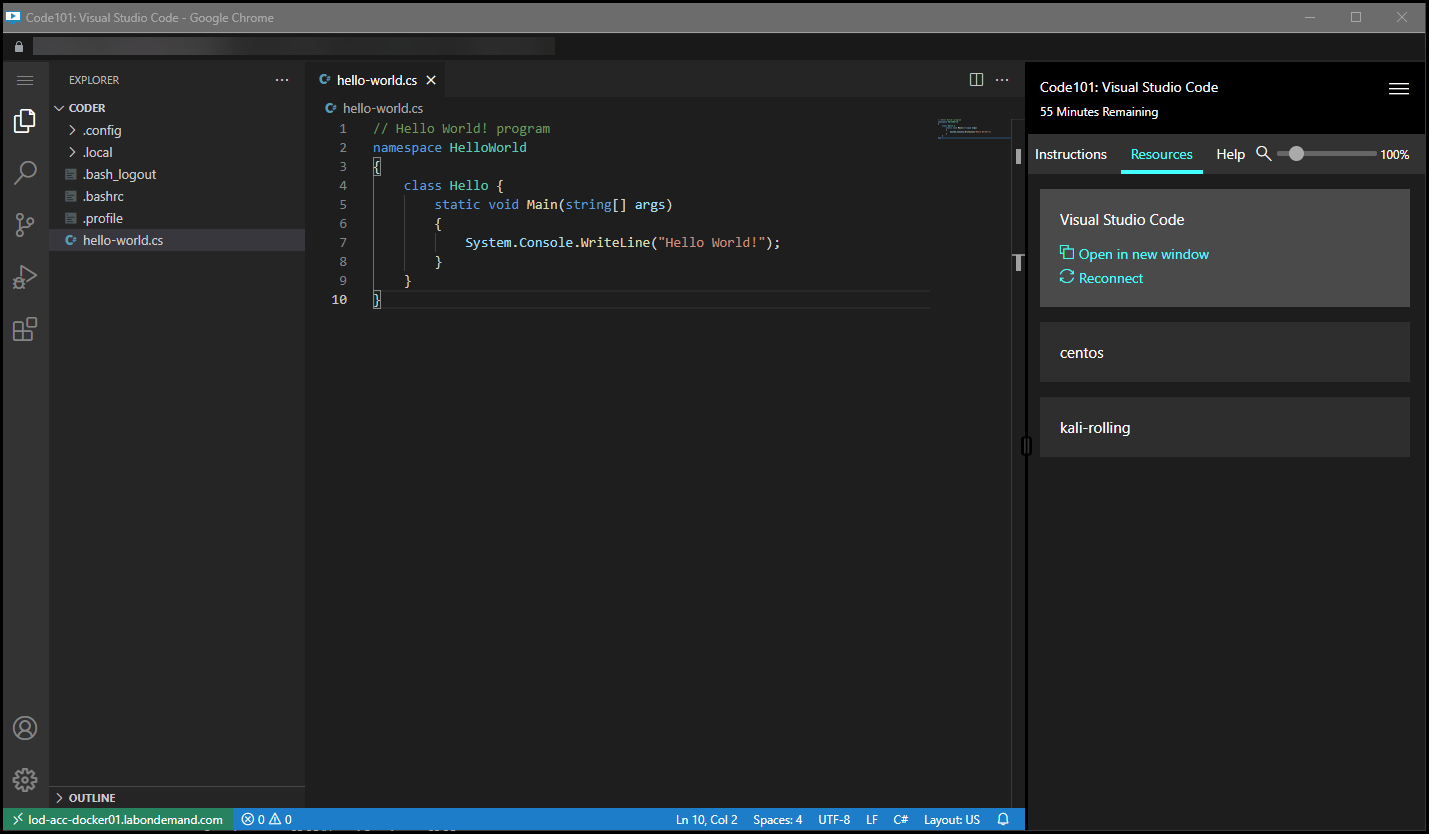 Code101: Visual Studio Code - Google Chrome
EXPLORER
CODER
.config
.local
.bash_logout
.bashrc
.profile
C# hello-world.cs
OUTLINE
C# hello-world.cs
C# hello-world.cs
1 // Hello World! program
2 namespace HelloWorld
3 {
4 class Hello {
5 static void Main(string[] args)
6 {
7 System.Console.WriteLine("Hello World!");
8 }
9 }
10 }
Code101: Visual Studio Code
55 Minutes Remaining
Instructions Resources Help 100%
Visual Studio Code
Open in new window
Reconnect
centos
kali-rolling
lod-acc-docker01.labondemand.com 0 0 Ln 10, Col 2 Spaces: 4 UTF-8 LF C# Layout: US